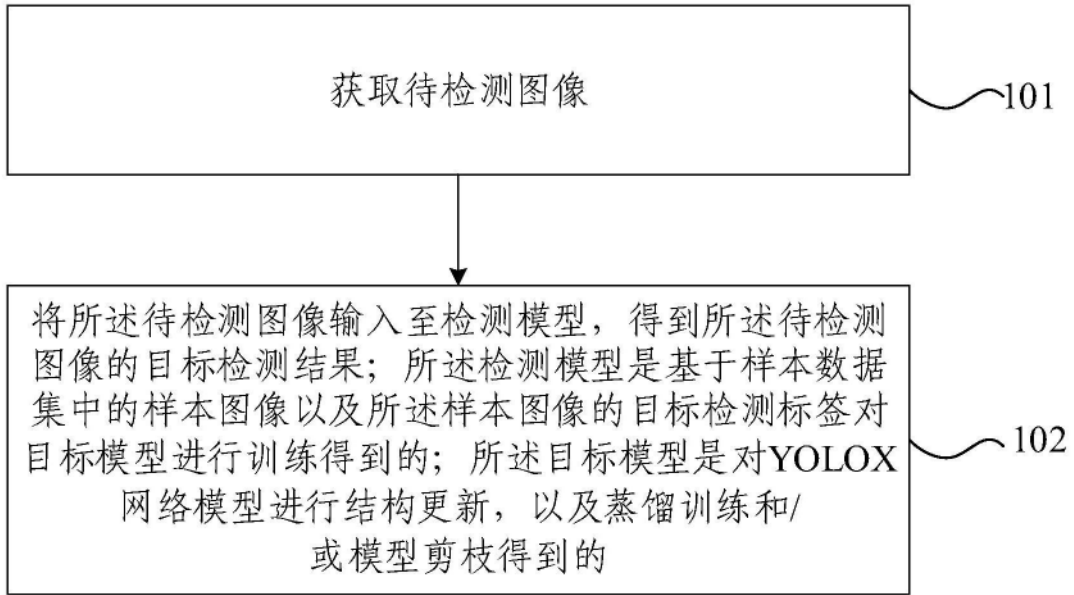 获取待检测图像
101
将所述待检测图像输入至检测模型，得到所述待检测
图像的目标检测结果；所述检测模型是基于样本数据
集中的样本图像以及所述样本图像的目标检测标签对
目标模型进行训练得到的；所述目标模型是对YOLOX
网络模型进行结构更新，以及蒸馏训练和/
或模型剪枝得到的
102